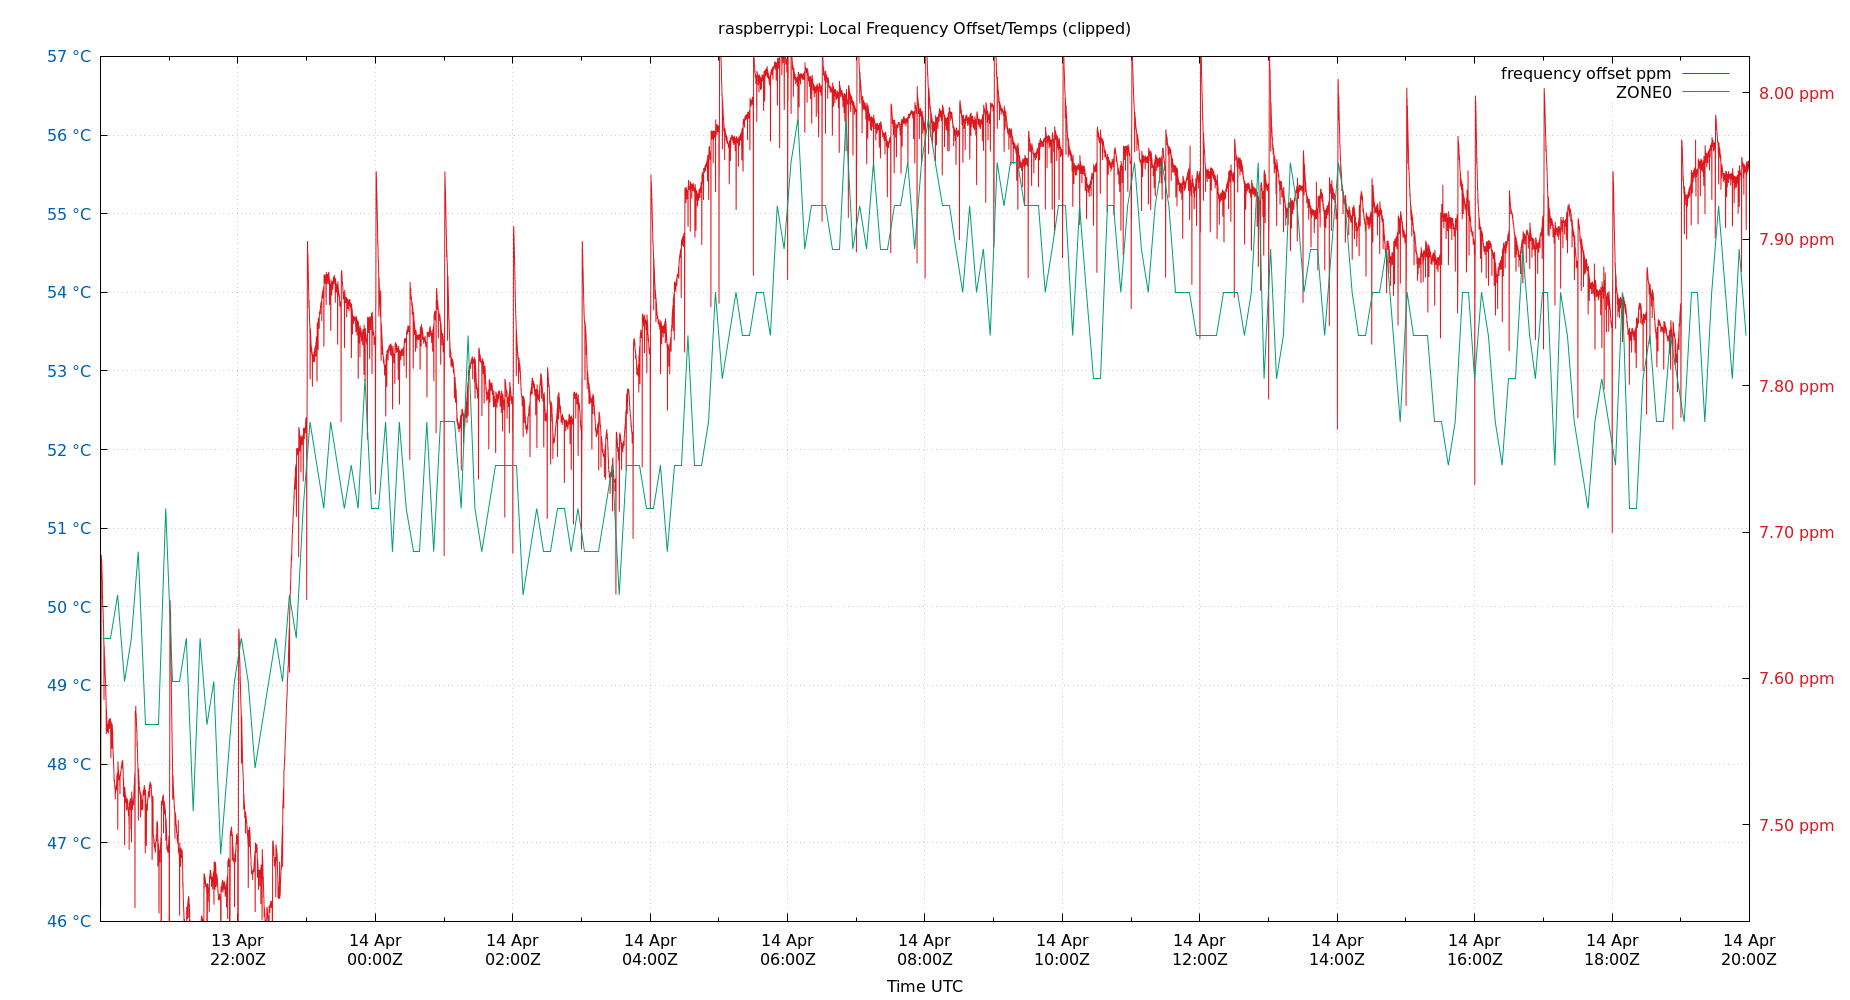 raspberrypi: Local Frequency Offset/Temps (clipped)
frequency offset ppm
ZONE0
57 °C
56 °C
55 °C
54 °C
53 °C
52 °C
51 °C
50 °C
49 °C
48 °C
47 °C
46 °C
8.00 ppm
7.90 ppm
7.80 ppm
7.70 ppm
7.60 ppm
7.50 ppm
13 Apr
22:00Z
14 Apr
00:00Z
14 Apr
02:00Z
14 Apr
04:00Z
14 Apr
06:00Z
14 Apr
08:00Z
14 Apr
10:00Z
14 Apr
12:00Z
14 Apr
14:00Z
14 Apr
16:00Z
14 Apr
18:00Z
14 Apr
20:00Z
Time UTC